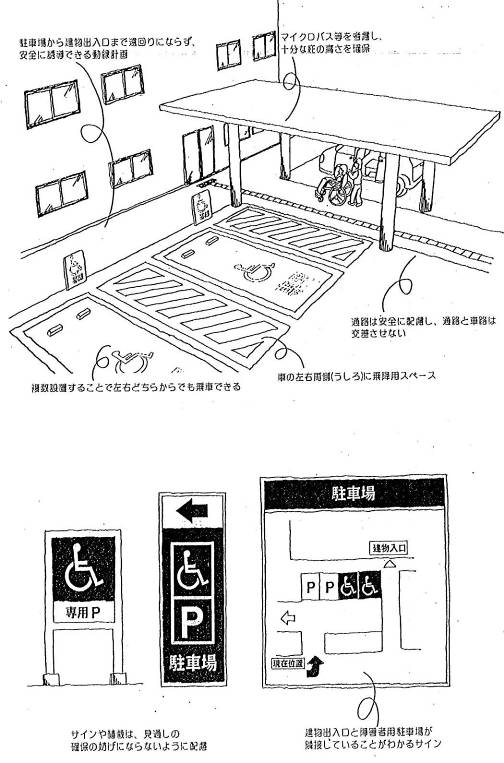 駐車場から建物出入口まで遠回りにならず、
安全に誘導できる動線計画
マイクロバス等を考慮し、
十分な庇の高さを確保
通路は安全に配慮し、通路と車路は
交差させない
車の左右両側(うしろ)に乗降用スペース
複数設置することで左右どちらからでも乗車できる
専用P
P
駐車場
駐車場
建物入口
P P
現在位置
サインや植栽は、見通しの
確保の妨げにならないように配慮
建物出入口と障害者用駐車場が
隣接していることがわかるサイン